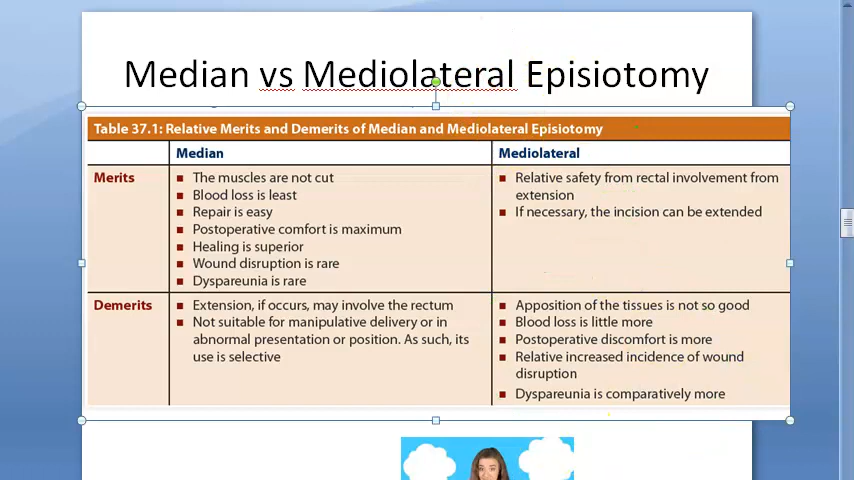 Median vs Mediolateral Episiotomy
Table 37.1: Relative Merits and Demerits of Median and Mediolateral Episiotomy
Median
Mediolateral
Merits
■ The muscles are not cut
■ Blood loss is least
■ Repair is easy
■ Postoperative comfort is maximum
■ Healing is superior
■ Wound disruption is rare
■ Dyspareunia is rare
■ Relative safety from rectal involvement from
extension
■ If necessary, the incision can be extended
Demerits
■ Extension, if occurs, may involve the rectum
■ Not suitable for manipulative delivery or in
abnormal presentation or position. As such, its
use is selective
■ Apposition of the tissues is not so good
■ Blood loss is little more
■ Postoperative discomfort is more
■ Relative increased incidence of wound
disruption
■ Dyspareunia is comparatively more